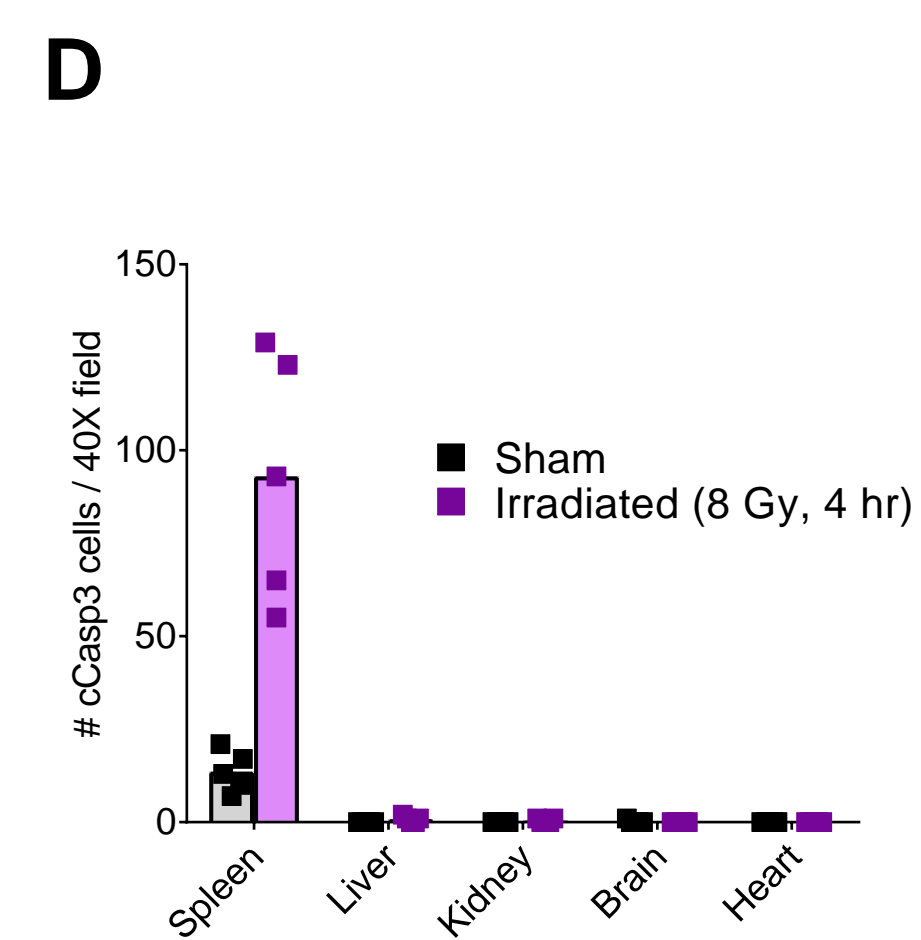 D
150
100
50
0
# cCasp3 cells / 40X field
Sham
Irradiated (8 Gy, 4 hr)
Spleen
Liver
Kidney
Brain
Heart